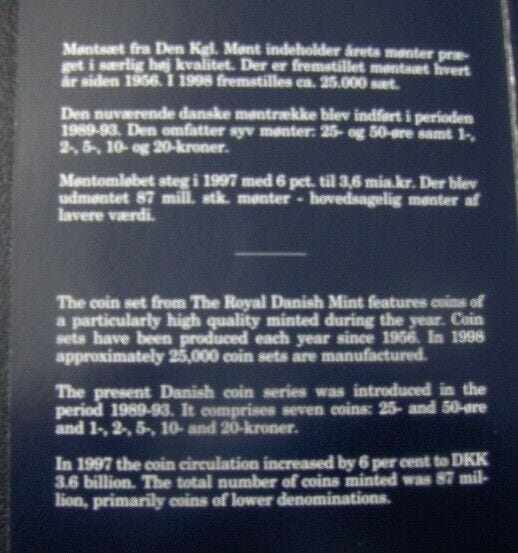 Møntsæt fra Den Kgl. Mønt indeholder årets mønter præ-
get i særlig høj kvalitet. Der er fremstillet møntsæt hvert
år siden 1956. I 1998 fremstilles ca. 25.000 sæt.
Den nuværende danske møntrække blev indført i perioden
1989-93. Den omfatter syv mønter: 25- og 50-øre samt 1-,
2-, 5-, 10- og 20-kroner.
Møntomløbet steg i 1997 med 6 pct. til 3,6 mia.kr. Der blev
udmøntet 87 mill. stk. mønter - hovedsagelig mønter af
lavere værdi.
The coin set from The Royal Danish Mint features coins of
a particularly high quality minted during the year. Coin
sets have been produced each year since 1956. In 1998
approximately 25,000 coin sets are manufactured.
The present Danish coin series was introduced in the
period 1989-93. It comprises seven coins: 25- and 50-øre
and 1-, 2-, 5-, 10- and 20-kroner.
In 1997 the coin circulation increased by 6 per cent to DKK
3.6 billion. The total number of coins minted was 87 mil-
lion, primarily coins of lower denominations.